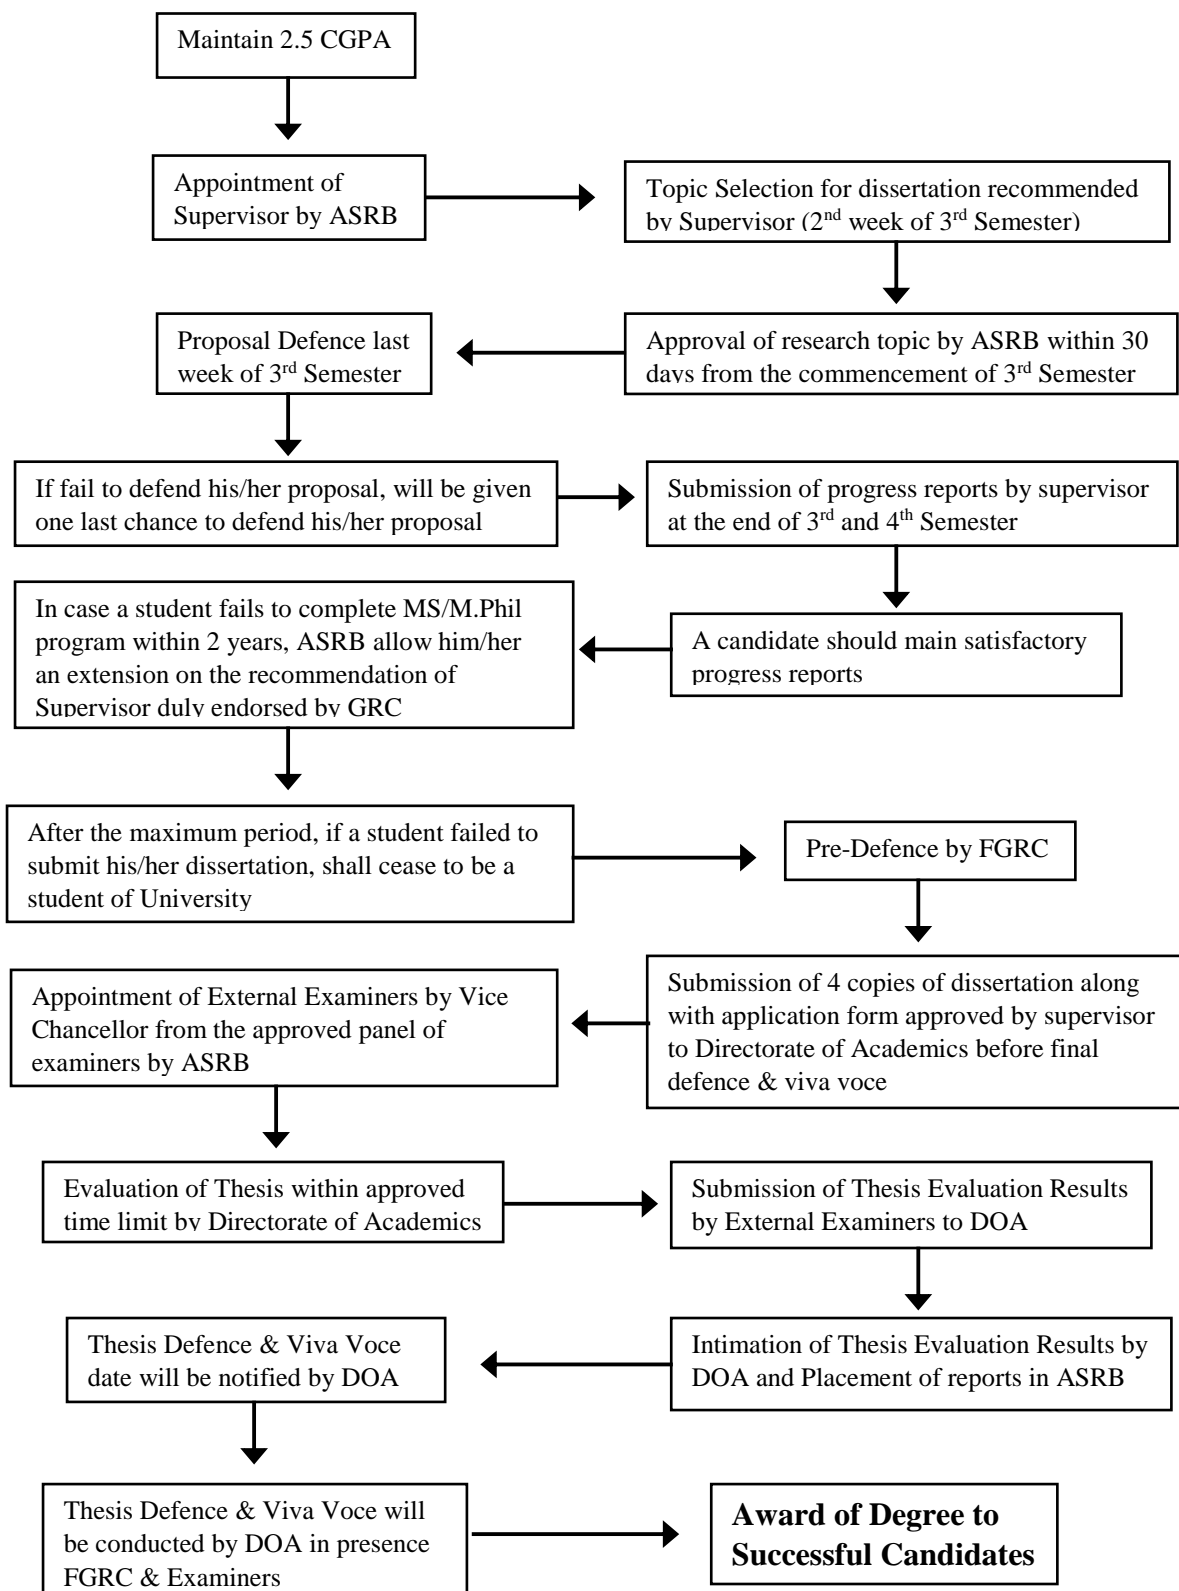 Maintain 2.5 CGPA
Appointment of
Supervisor by ASRB
Topic Selection for dissertation recommended
by Supervisor (2nd week of 3rd Semester)
Approval of research topic by ASRB within 30
days from the commencement of 3rd Semester
Proposal Defence last
week of 3rd Semester
If fail to defend his/her proposal, will be given
one last chance to defend his/her proposal
Submission of progress reports by supervisor
at the end of 3rd and 4th Semester
A candidate should main satisfactory
progress reports
In case a student fails to complete MS/M.Phil
program within 2 years, ASRB allow him/her
an extension on the recommendation of
Supervisor duly endorsed by GRC
After the maximum period, if a student failed to
submit his/her dissertation, shall cease to be a
student of University
Pre-Defence by FGRC
Submission of 4 copies of dissertation along
with application form approved by supervisor
to Directorate of Academics before final
defence & viva voce
Appointment of External Examiners by Vice
Chancellor from the approved panel of
examiners by ASRB
Evaluation of Thesis within approved
time limit by Directorate of Academics
Submission of Thesis Evaluation Results
by External Examiners to DOA
Intimation of Thesis Evaluation Results by
DOA and Placement of reports in ASRB
Thesis Defence & Viva Voce
date will be notified by DOA
Thesis Defence & Viva Voce will
be conducted by DOA in presence
FGRC & Examiners
Award of Degree to
Successful Candidates